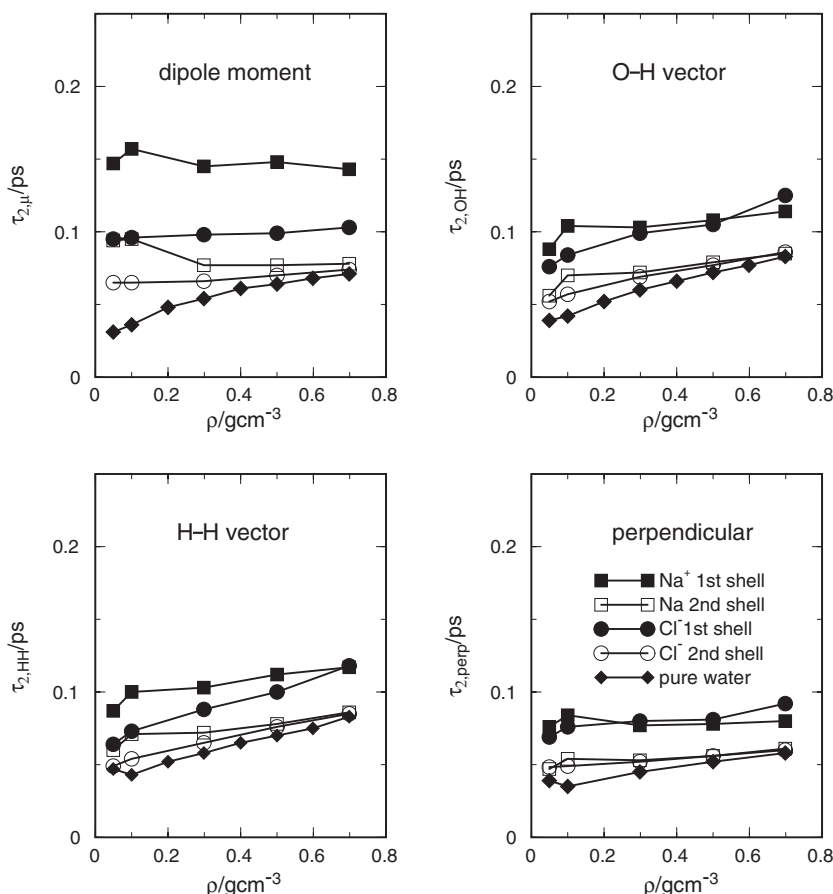 dipole moment
0.2
0.1
0
τ2,μ/ps
0 0.2 0.4 0.6 0.8
ρ/gcm-3
O–H vector
0.2
0.1
0
τ2,OH/ps
0 0.2 0.4 0.6 0.8
ρ/gcm-3
H–H vector
0.2
0.1
0
τ2,HH/ps
0 0.2 0.4 0.6 0.8
ρ/gcm-3
perpendicular
Na+ 1st shell
Na 2nd shell
Cl- 1st shell
Cl- 2nd shell
pure water
0.2
0.1
0
τ2,perp/ps
0 0.2 0.4 0.6 0.8
ρ/gcm-3